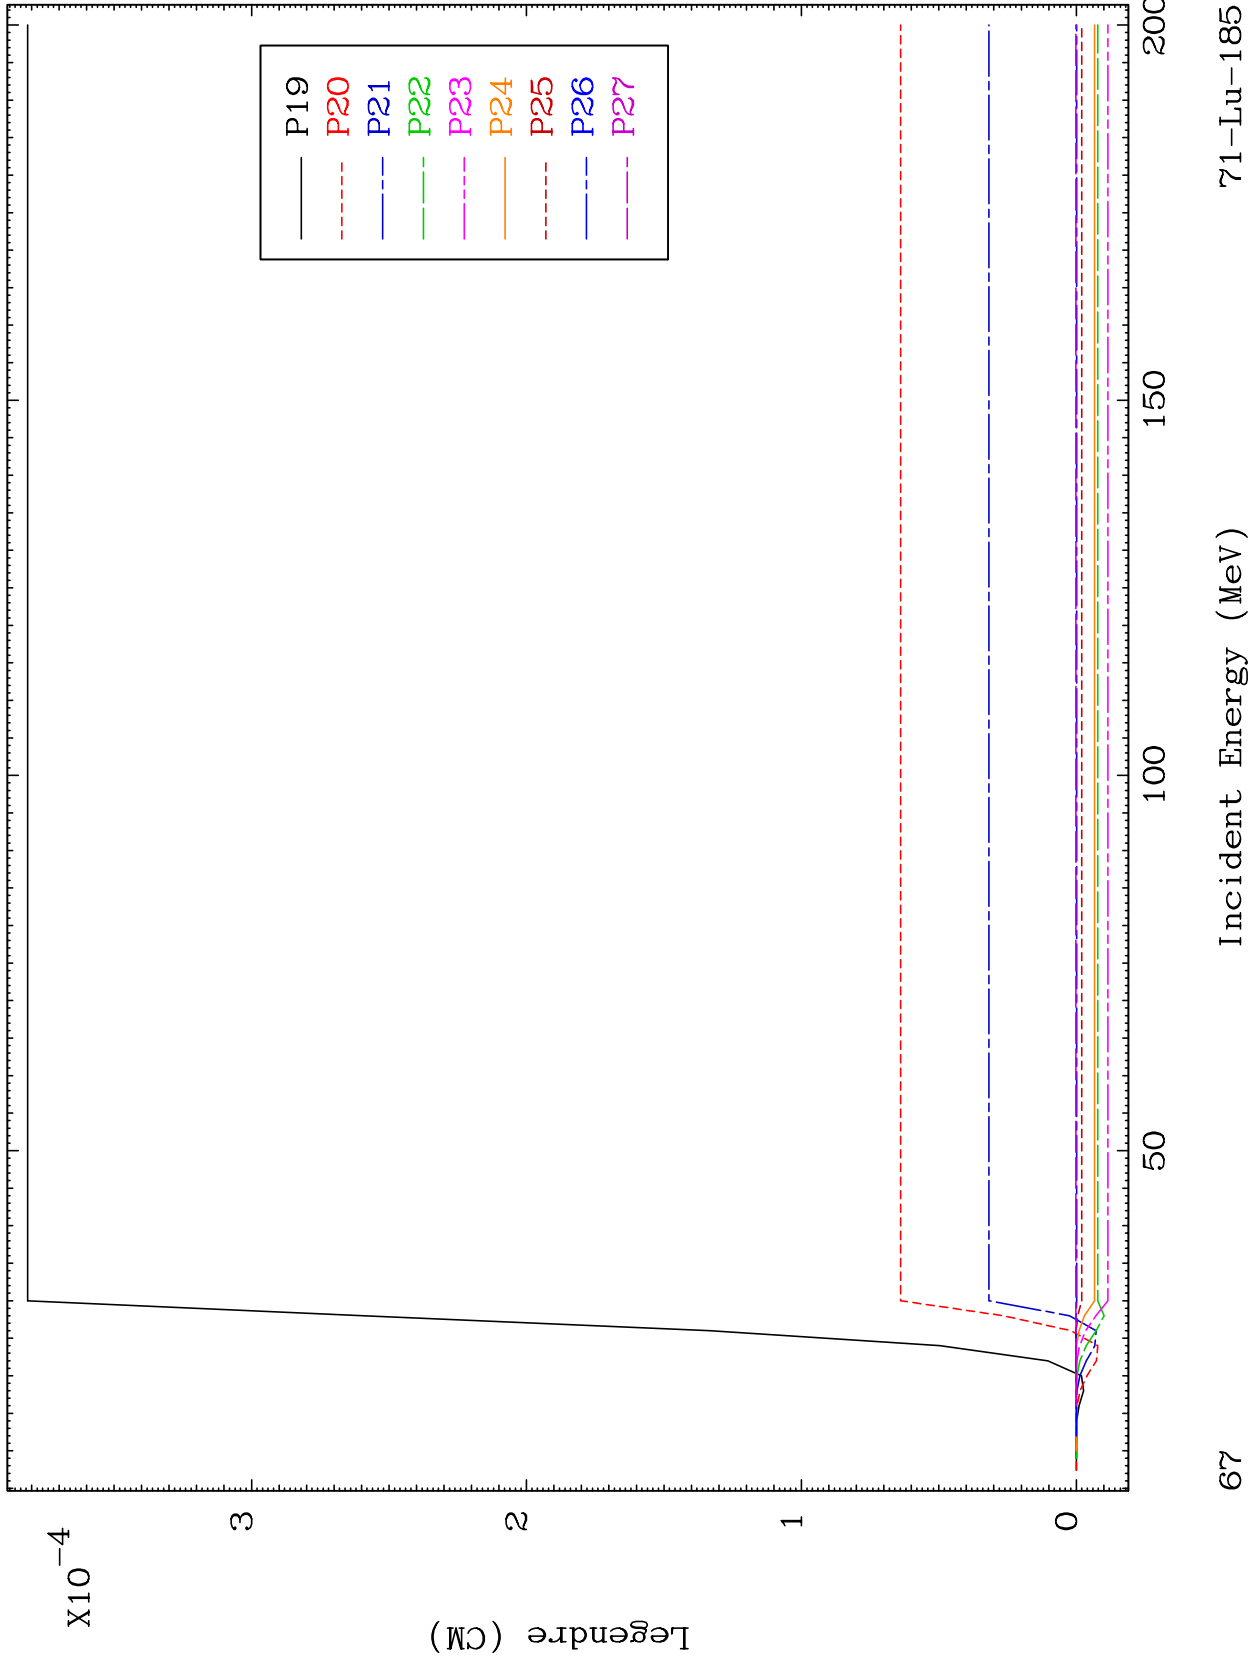 X10-4
3
2
1
0
Legendre (CM)
P19
P20
P21
P22
P23
P24
P25
P26
P27
50
100
150
200
Incident Energy (MeV)
67
71-Lu-185